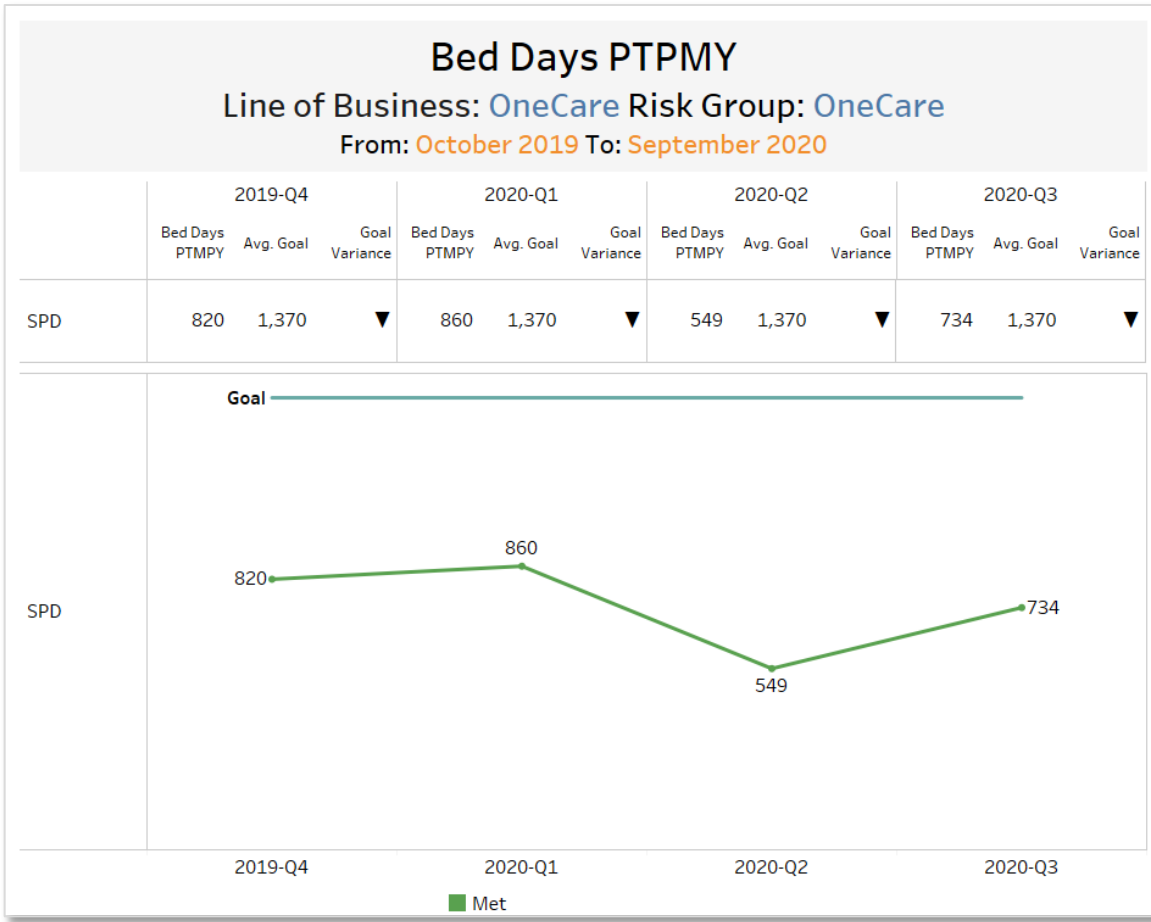 Bed Days PTPMY
Line of Business: OneCare Risk Group: OneCare
From: October 2019 To: September 2020
2019-Q4 2020-Q1 2020-Q2 2020-Q3
Bed Days PTMPY Avg. Goal Goal Variance Bed Days PTMPY Avg. Goal Goal Variance Bed Days PTMPY Avg. Goal Goal Variance Bed Days PTMPY Avg. Goal Goal Variance
SPD 820 1,370 ▼ 860 1,370 ▼ 549 1,370 ▼ 734 1,370 ▼
Goal
860
820
734
SPD
549
2019-Q4 2020-Q1 2020-Q2 2020-Q3
Met